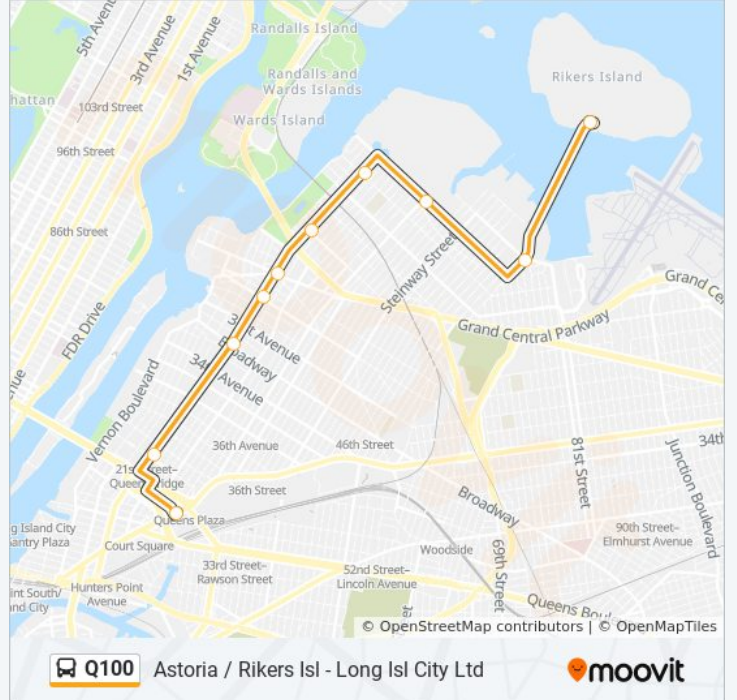 5th Avenue
3rd Avenue
1st Avenue
Randalls Island
Randalls and
Wards Islands
Rikers Island
hattan
103rd Street
Wards Island
96th Street
86th Street
Steinway Street
Grand Ce
FDR Drive
Grand Central Parkway
Avenue
Broadway
34th Avenue
Vernon Boulevard
nue
36th Avenue
46th Street
81st Street
34th
Junction Boulevard
36th Street
Queens Plaza
Broadway
g Island City
antry Plaza
Court Square
90th Street–
Elmhurst Avenue
Woodside
69th Street
33rd Street–
Rawson Street
52nd Street–
Lincoln Avenue
Hunters Point
Avenue
int South/
nd City
Queens Boul
© OpenStreetMap contributors | © OpenMapTiles
Q100
Astoria / Rikers Isl - Long Isl City Ltd
moovit